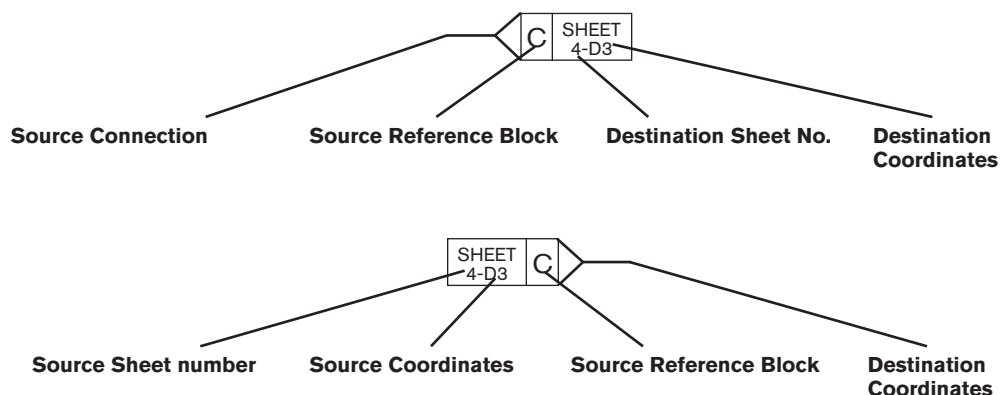 C
SHEET
4-D3
Source Connection
Source Reference Block
Destination Sheet No.
Destination
Coordinates
SHEET
4-D3
C
Source Sheet number
Source Coordinates
Source Reference Block
Destination
Coordinates